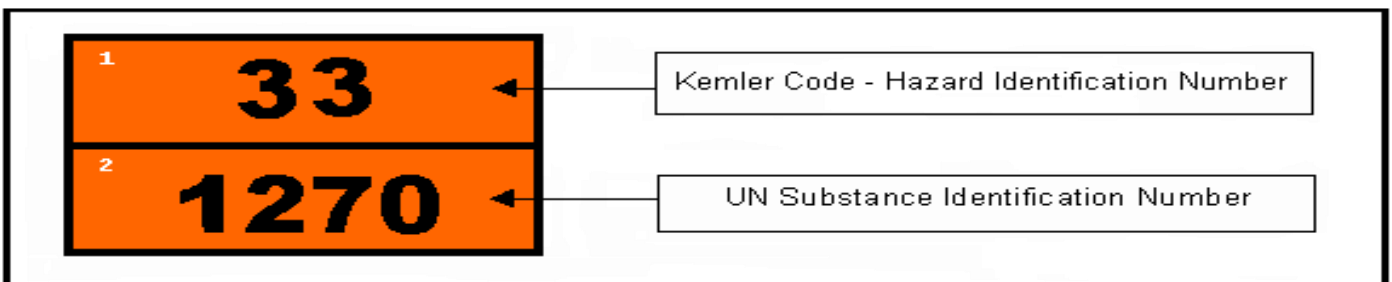 1
33
Kemler Code - Hazard Identification Number
2
1270
UN Substance Identification Number